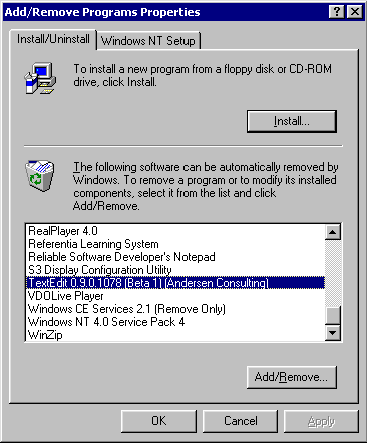 Add/Remove Programs Properties
Install/Uninstall
Windows NT Setup
To install a new program from a floppy disk or CD-ROM
drive, click Install.
Install...
The following software can be automatically removed by
Windows. To remove a program or to modify its installed
components, select it from the list and click
Add/Remove.
RealPlayer 4.0
Referentia Learning System
Reliable Software Developer's Notepad
S3 Display Configuration Utility
TextEdit 0.9.0.1078 (Beta 1) (Andersen Consulting)
VDOLive Player
Windows CE Services 2.1 (Remove Only)
Windows NT 4.0 Service Pack 4
WinZip
Add/Remove...
OK
Cancel
Apply